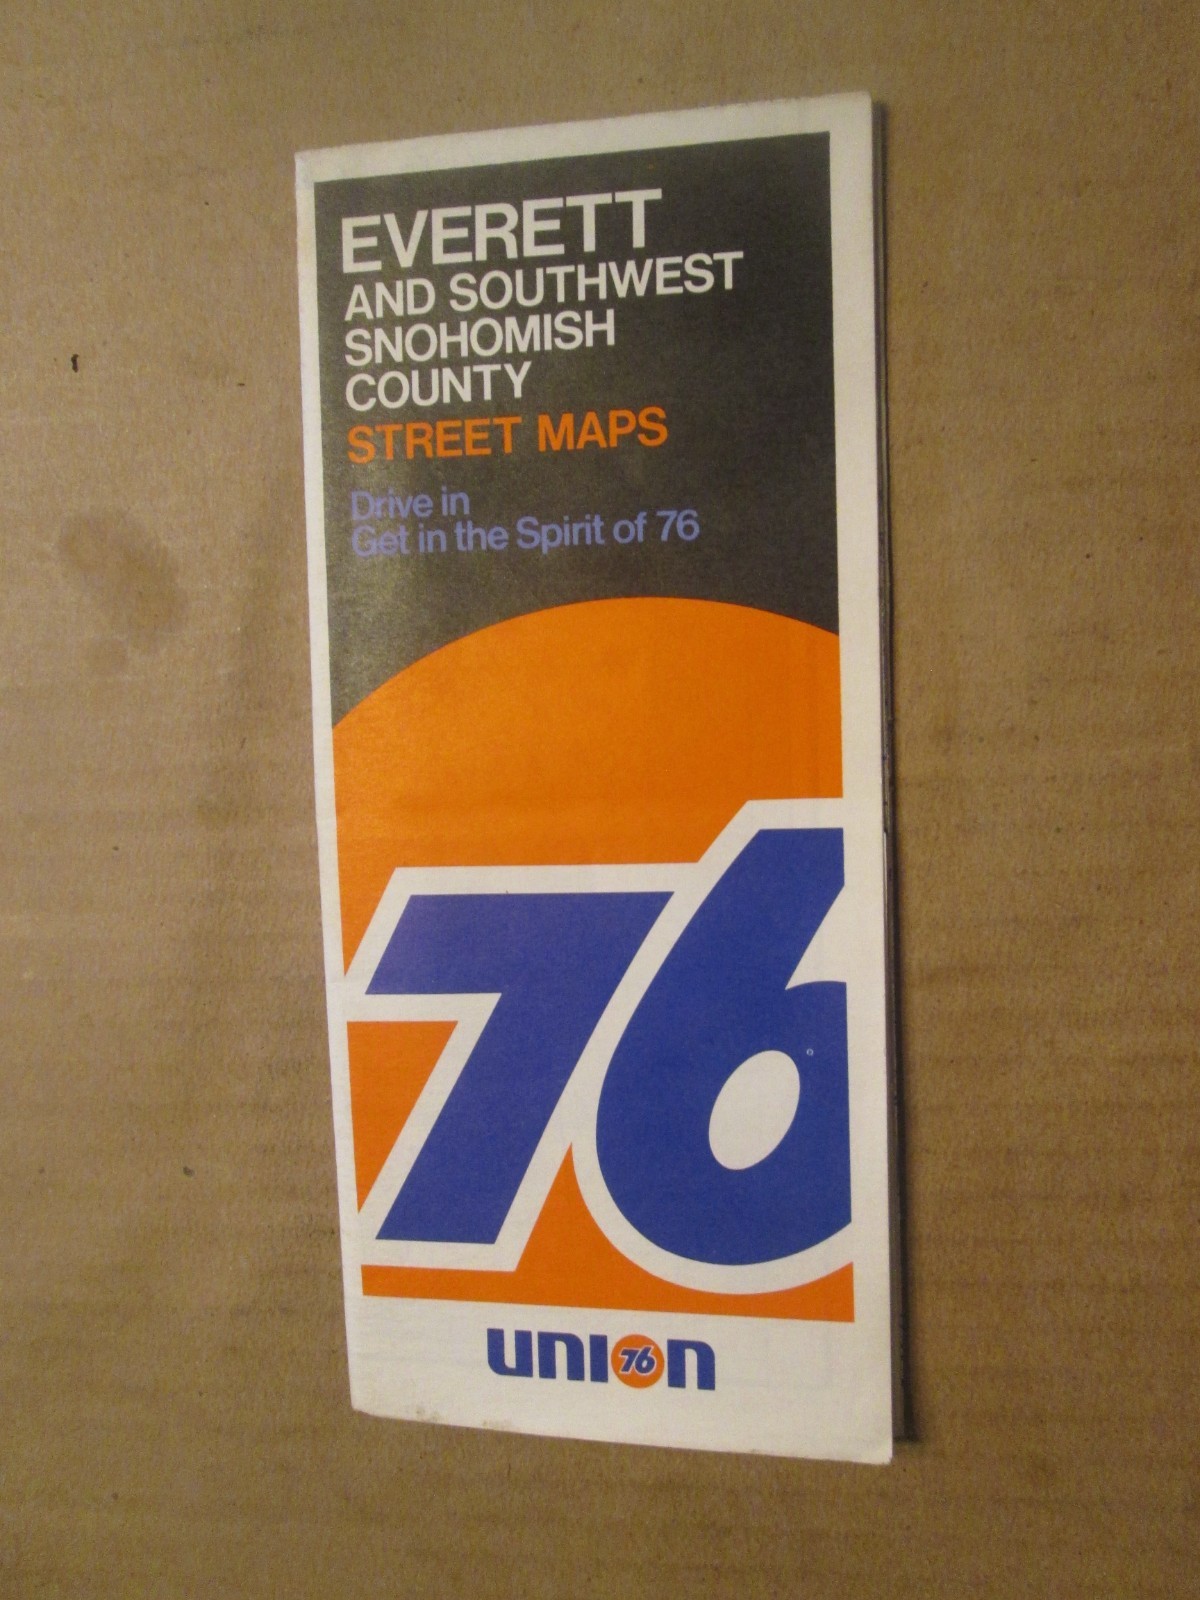 EVERETT
AND SOUTHWEST
SNOHOMISH
COUNTY
STREET MAPS
Drive in
Get in the Spirit of 76
76
union
76